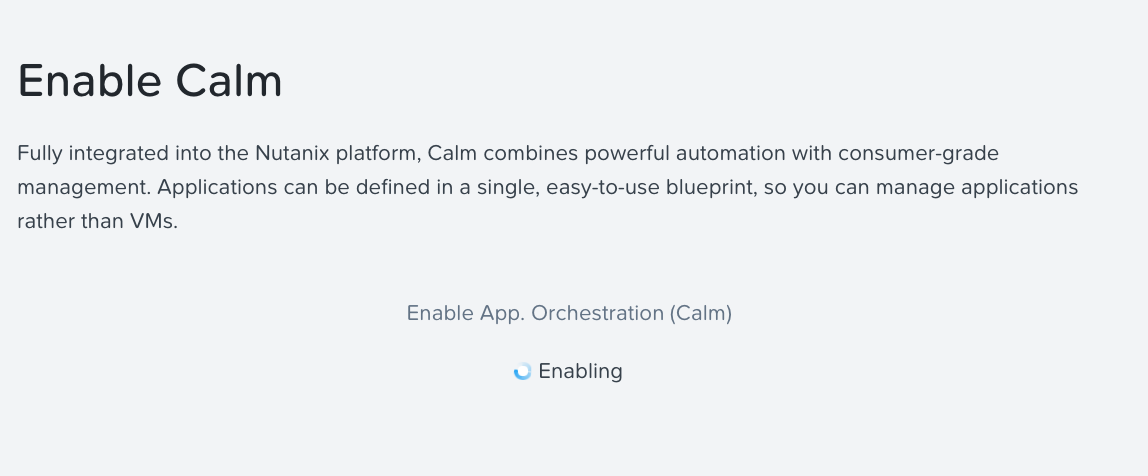 Enable Calm
Fully integrated into the Nutanix platform, Calm combines powerful automation with consumer-grade
management. Applications can be defined in a single, easy-to-use blueprint, so you can manage applications
rather than VMs.
Enable App. Orchestration (Calm)
Enabling